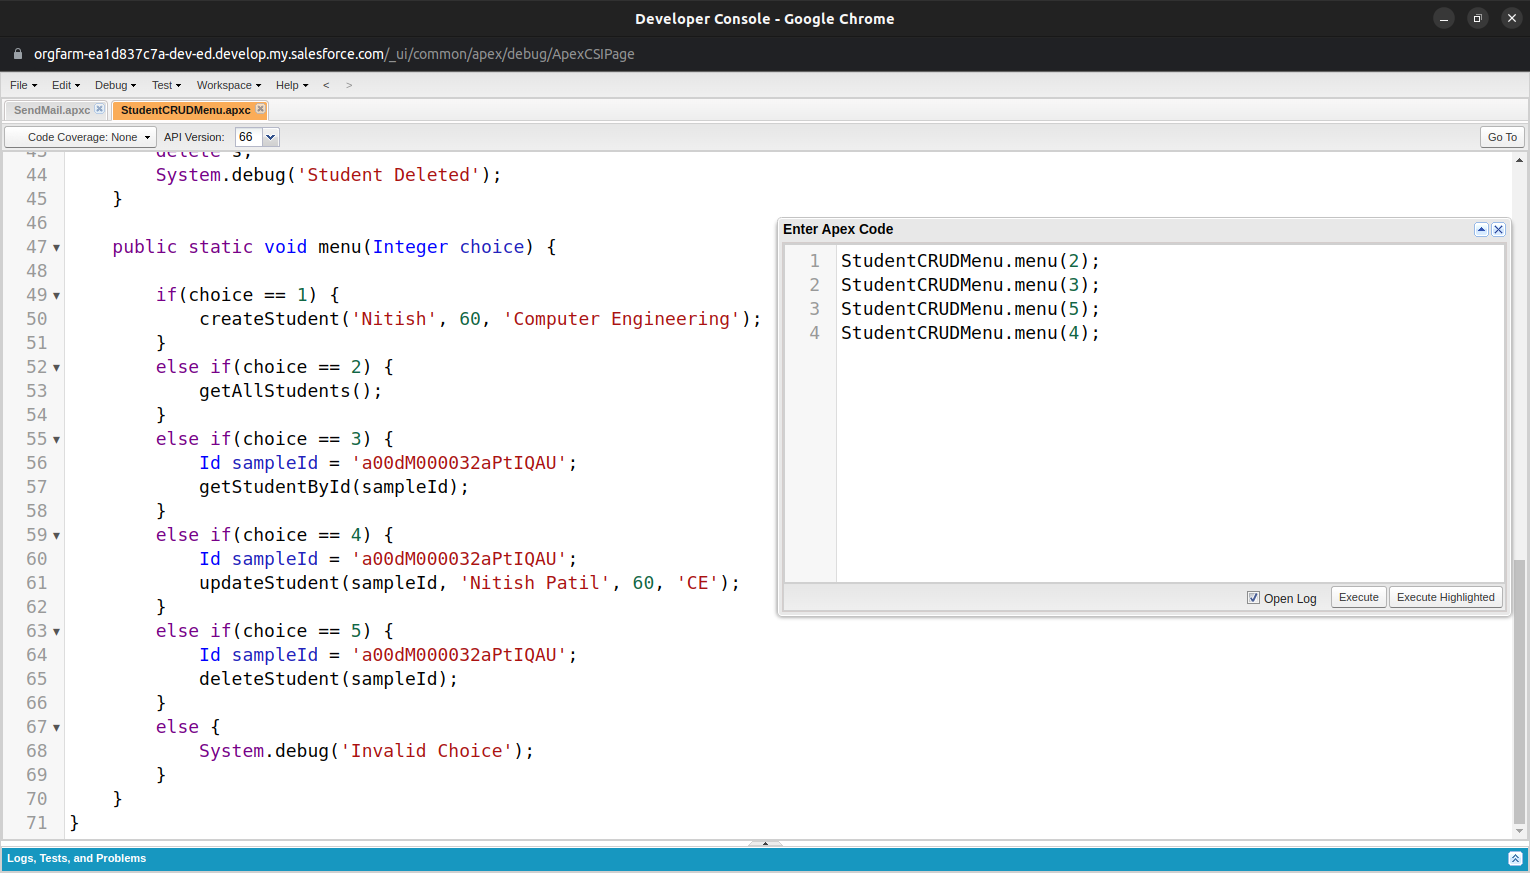 Developer Console - Google Chrome
orgfarm-ea1d837c7a-dev-ed.develop.my.salesforce.com/_ui/common/apex/debug/ApexCSIPage
File Edit Debug Test Workspace Help < >
SendMail.apxc StudentCRUDMenu.apxc
Code Coverage: None API Version: 66 Go To
43 delete s;
44 System.debug('Student Deleted');
45 }
46
47 public static void menu(Integer choice) {
48
49 if(choice == 1) {
50 createStudent('Nitish', 60, 'Computer Engineering');
51 }
52 else if(choice == 2) {
53 getAllStudents();
54 }
55 else if(choice == 3) {
56 Id sampleId = 'a00dM000032aPtIQAU';
57 getStudentById(sampleId);
58 }
59 else if(choice == 4) {
60 Id sampleId = 'a00dM000032aPtIQAU';
61 updateStudent(sampleId, 'Nitish Patil', 60, 'CE');
62 }
63 else if(choice == 5) {
64 Id sampleId = 'a00dM000032aPtIQAU';
65 deleteStudent(sampleId);
66 }
67 else {
68 System.debug('Invalid Choice');
69 }
70 }
71 }
Enter Apex Code
1 StudentCRUDMenu.menu(2);
2 StudentCRUDMenu.menu(3);
3 StudentCRUDMenu.menu(5);
4 StudentCRUDMenu.menu(4);
Open Log Execute Execute Highlighted
Logs, Tests, and Problems